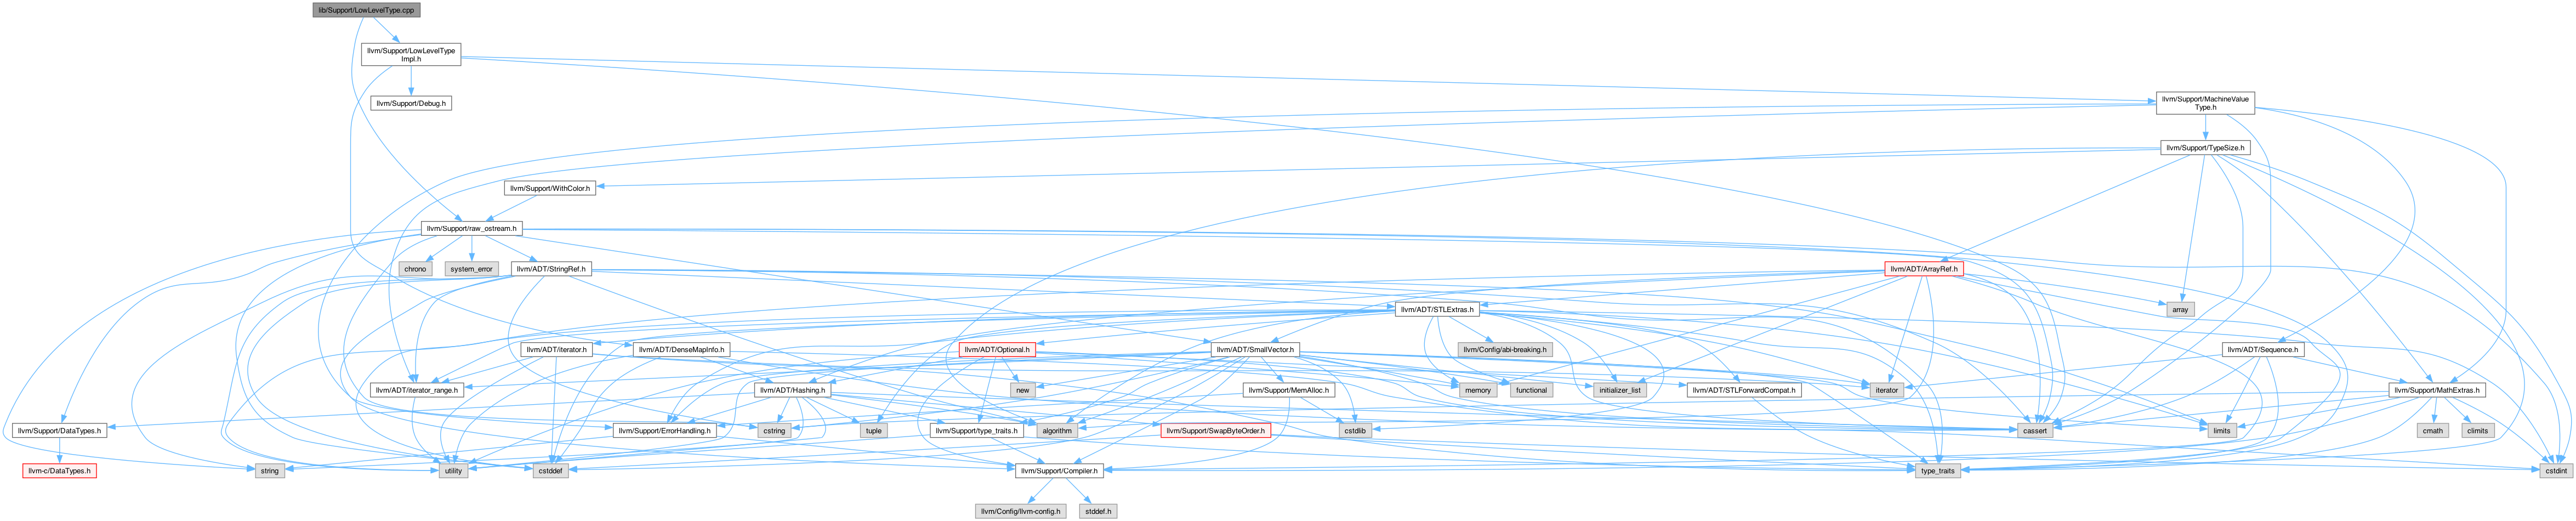 lib/Support/LowLevelType.cpp
llvm/Support/LowLevelType
Impl.h
llvm/Support/Debug.h
llvm/Support/MachineValue
Type.h
llvm/Support/TypeSize.h
llvm/Support/WithColor.h
llvm/Support/raw_ostream.h
chrono
system_error
llvm/ADT/StringRef.h
llvm/ADT/ArrayRef.h
llvm/ADT/STLExtras.h
array
llvm/ADT/iterator.h
llvm/ADT/DenseMapInfo.h
llvm/ADT/Optional.h
llvm/ADT/SmallVector.h
llvm/Config/abi-breaking.h
llvm/ADT/Sequence.h
llvm/ADT/iterator_range.h
llvm/ADT/Hashing.h
new
llvm/Support/MemAlloc.h
memory
functional
initializer_list
llvm/ADT/STLForwardCompat.h
iterator
llvm/Support/MathExtras.h
llvm/Support/DataTypes.h
llvm/Support/ErrorHandling.h
cstring
tuple
llvm/Support/type_traits.h
algorithm
llvm/Support/SwapByteOrder.h
cstdlib
cassert
limits
cmath
climits
llvm-c/DataTypes.h
string
utility
cstddef
llvm/Support/Compiler.h
type_traits
cstdint
llvm/Config/llvm-config.h
stddef.h